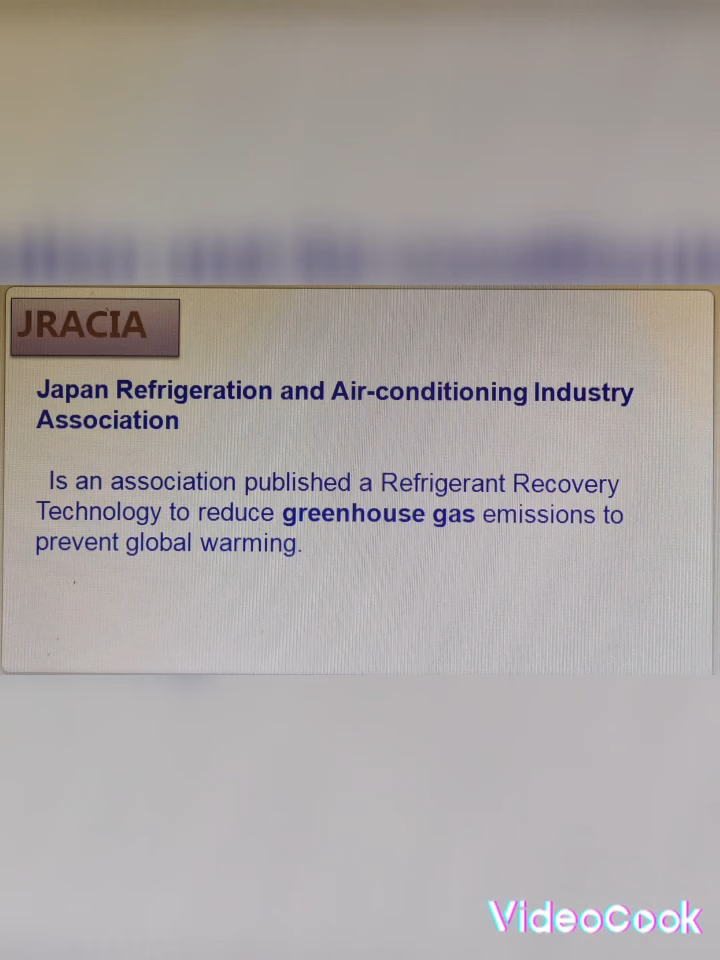 JRACIA
Japan Refrigeration and Air-conditioning Industry
Association
Is an association published a Refrigerant Recovery
Technology to reduce greenhouse gas emissions to
prevent global warming.
VideoCook